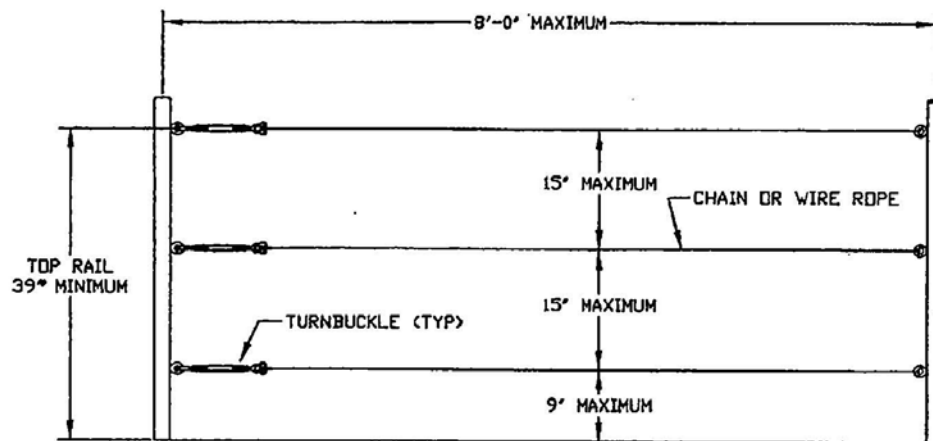 8'-0" MAXIMUM
15" MAXIMUM
CHAIN OR WIRE ROPE
TOP RAIL
39" MINIMUM
15" MAXIMUM
TURNBUCKLE (TYP)
9" MAXIMUM